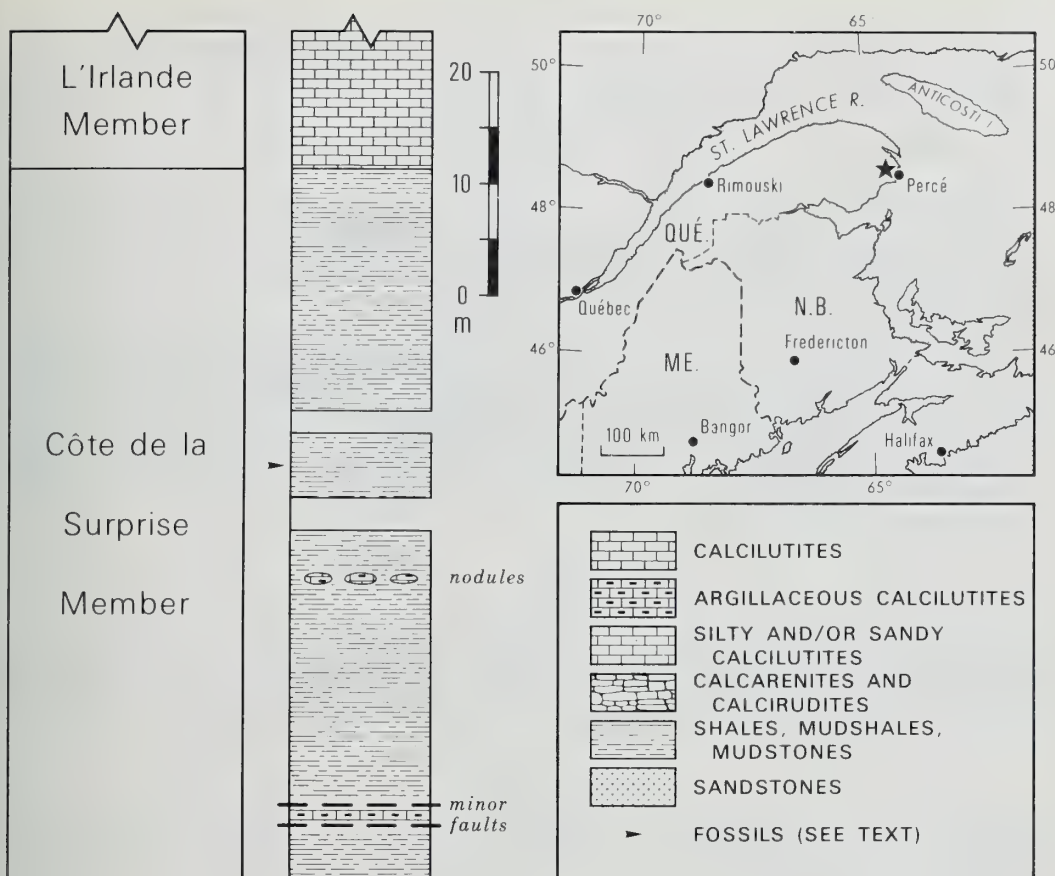 L'Irlande
Member
Côte de la
Surprise
Member
20
10
0
m
nodules
minor
faults
70°
65°
50°
50°
48°
48°
46°
46°
70°
65°
ST. LAWRENCE R.
ANTICOSTI I
Rimouski
Percé
QUÉ.
Québec
N.B.
Fredericton
ME.
Bangor
Halifax
100 km
CALCILUTITES
ARGILLACEOUS CALCILUTITES
SILTY AND/OR SANDY
CALCILUTITES
CALCARENITES AND
CALCIRUDITES
SHALES, MUDSHALES,
MUDSTONES
SANDSTONES
FOSSILS (SEE TEXT)